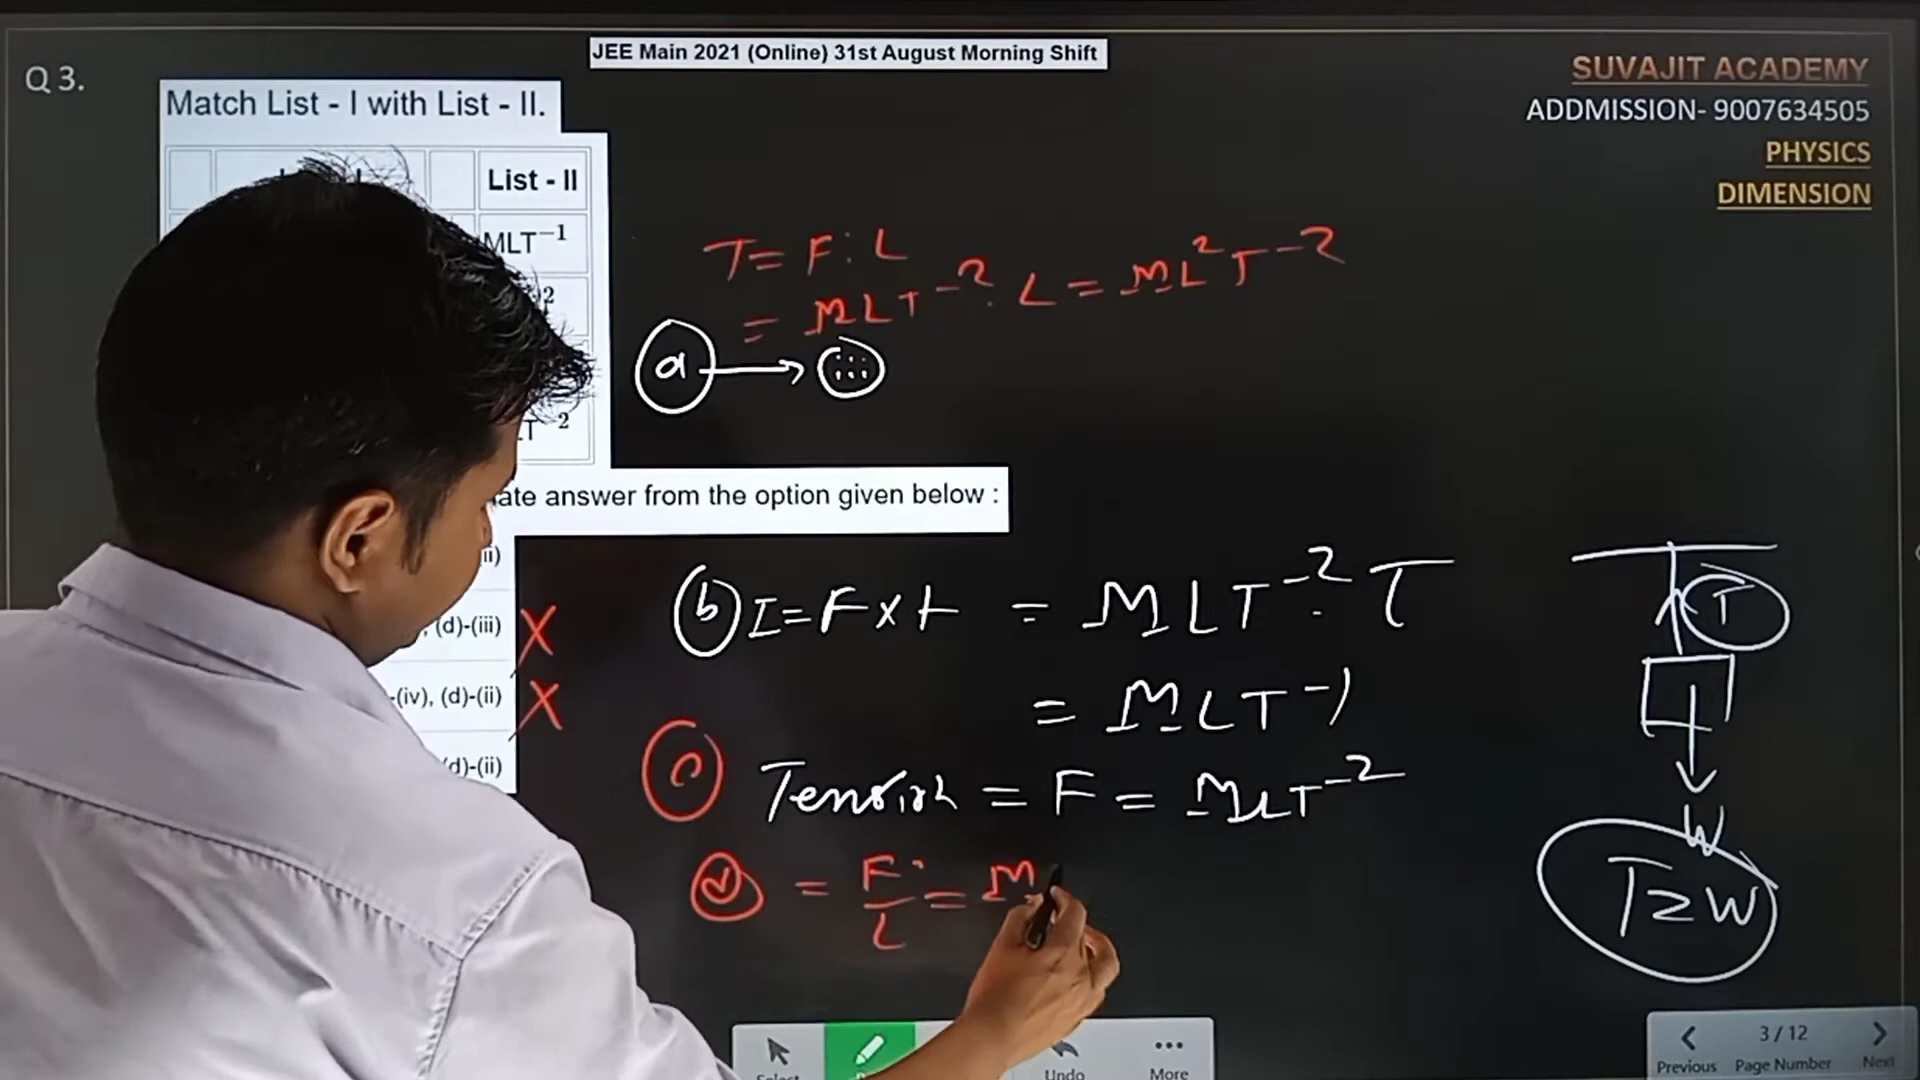 JEE Main 2021 (Online) 31st August Morning Shift
SUVAJIT ACADEMY
ADDMISSION- 9007634505
PHYSICS
DIMENSION
Q 3.
Match List - I with List - II.
List - II
MLT⁻¹
T = F . L
= MLT⁻² . L = ML²T⁻²
a
ate answer from the option given below :
ii)
, (d)-(iii) X
-(iv), (d)-(ii) X
(d)-(ii)
b I = F x t = MLT⁻² . T
= MLT⁻¹
c Tension = F = MLT⁻²
= F/L = M
T
W
T = W
Select
Undo
More
3 / 12
Previous Page Number Next